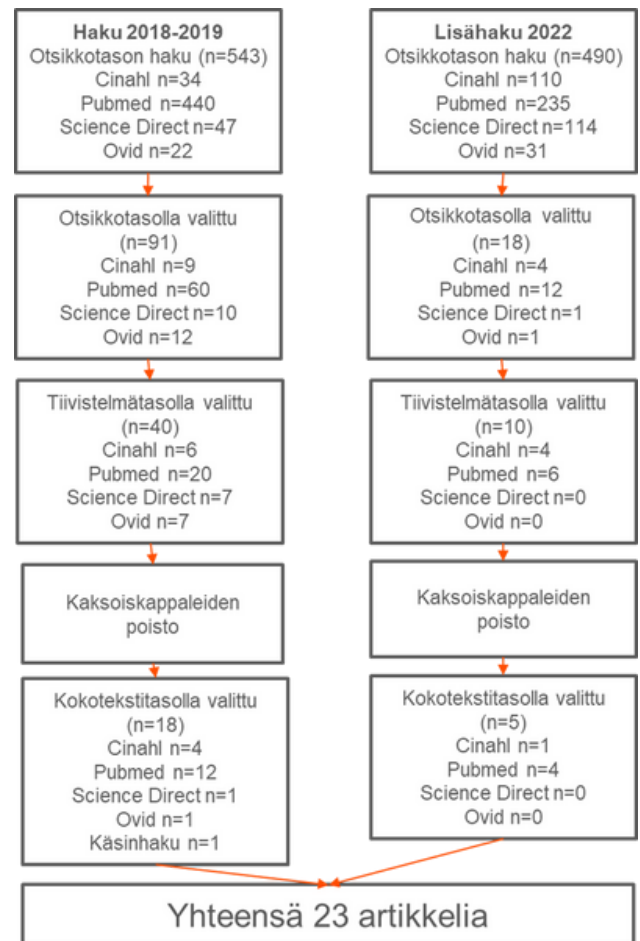 Haku 2018-2019
Otsikkotason haku (n=543)
Cinahl n=34
Pubmed n=440
Science Direct n=47
Ovid n=22
Otsikkotasolla valittu
(n=91)
Cinahl n=9
Pubmed n=60
Science Direct n=10
Ovid n=12
Tiivistelmätasolla valittu
(n=40)
Cinahl n=6
Pubmed n=20
Science Direct n=7
Ovid n=7
Kaksoiskappaleiden
poisto
Kokotekstitasolla valittu
(n=18)
Cinahl n=4
Pubmed n=12
Science Direct n=1
Ovid n=1
Käsinhaku n=1
Lisähaku 2022
Otsikkotason haku (n=490)
Cinahl n=110
Pubmed n=235
Science Direct n=114
Ovid n=31
Otsikkotasolla valittu
(n=18)
Cinahl n=4
Pubmed n=12
Science Direct n=1
Ovid n=1
Tiivistelmätasolla valittu
(n=10)
Cinahl n=4
Pubmed n=6
Science Direct n=0
Ovid n=0
Kaksoiskappaleiden
poisto
Kokotekstitasolla valittu
(n=5)
Cinahl n=1
Pubmed n=4
Science Direct n=0
Ovid n=0
Yhteensä 23 artikkelia